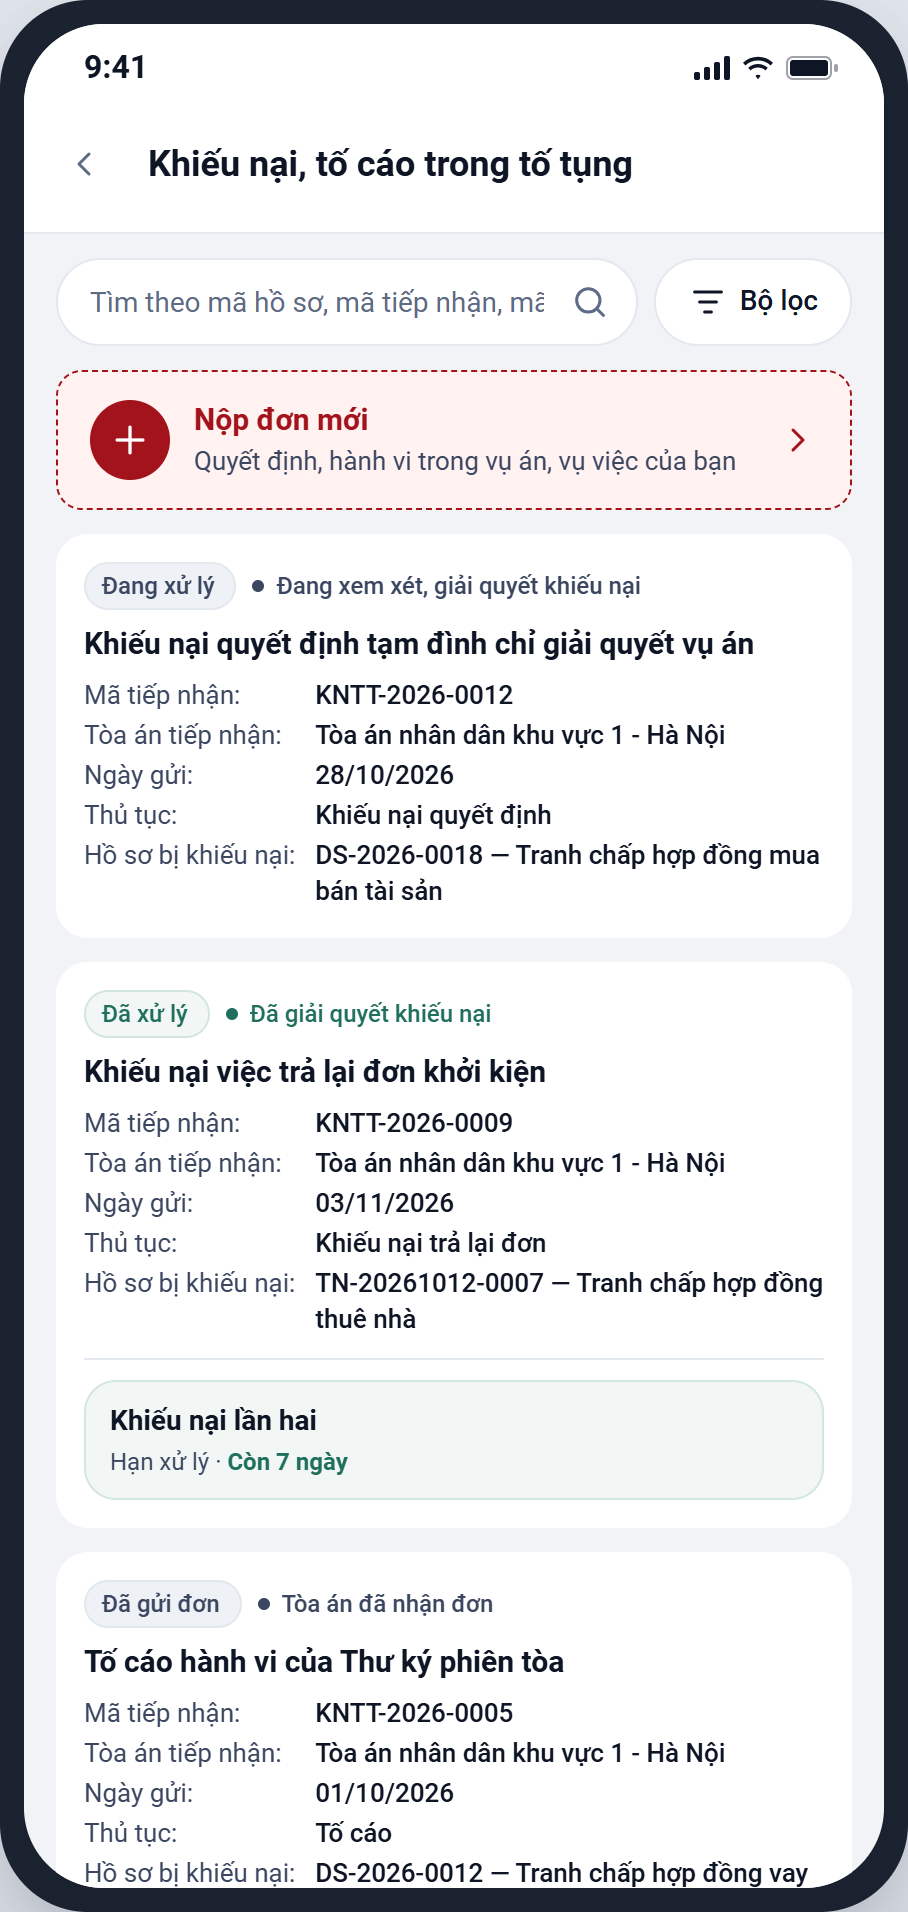 9:41
Khiếu nại, tố cáo trong tố tụng
Tìm theo mã hồ sơ, mã tiếp nhận, mã
Bộ lọc
Nộp đơn mới
Quyết định, hành vi trong vụ án, vụ việc của bạn
Đang xử lý
Đang xem xét, giải quyết khiếu nại
Khiếu nại quyết định tạm đình chỉ giải quyết vụ án
Mã tiếp nhận: KNTT-2026-0012
Tòa án tiếp nhận: Tòa án nhân dân khu vực 1 - Hà Nội
Ngày gửi: 28/10/2026
Thủ tục: Khiếu nại quyết định
Hồ sơ bị khiếu nại: DS-2026-0018 — Tranh chấp hợp đồng mua
bán tài sản
Đã xử lý
Đã giải quyết khiếu nại
Khiếu nại việc trả lại đơn khởi kiện
Mã tiếp nhận: KNTT-2026-0009
Tòa án tiếp nhận: Tòa án nhân dân khu vực 1 - Hà Nội
Ngày gửi: 03/11/2026
Thủ tục: Khiếu nại trả lại đơn
Hồ sơ bị khiếu nại: TN-20261012-0007 — Tranh chấp hợp đồng
thuê nhà
Khiếu nại lần hai
Hạn xử lý · Còn 7 ngày
Đã gửi đơn
Tòa án đã nhận đơn
Tố cáo hành vi của Thư ký phiên tòa
Mã tiếp nhận: KNTT-2026-0005
Tòa án tiếp nhận: Tòa án nhân dân khu vực 1 - Hà Nội
Ngày gửi: 01/10/2026
Thủ tục: Tố cáo
Hồ sơ bị khiếu nại: DS-2026-0012 — Tranh chấp hợp đồng vay